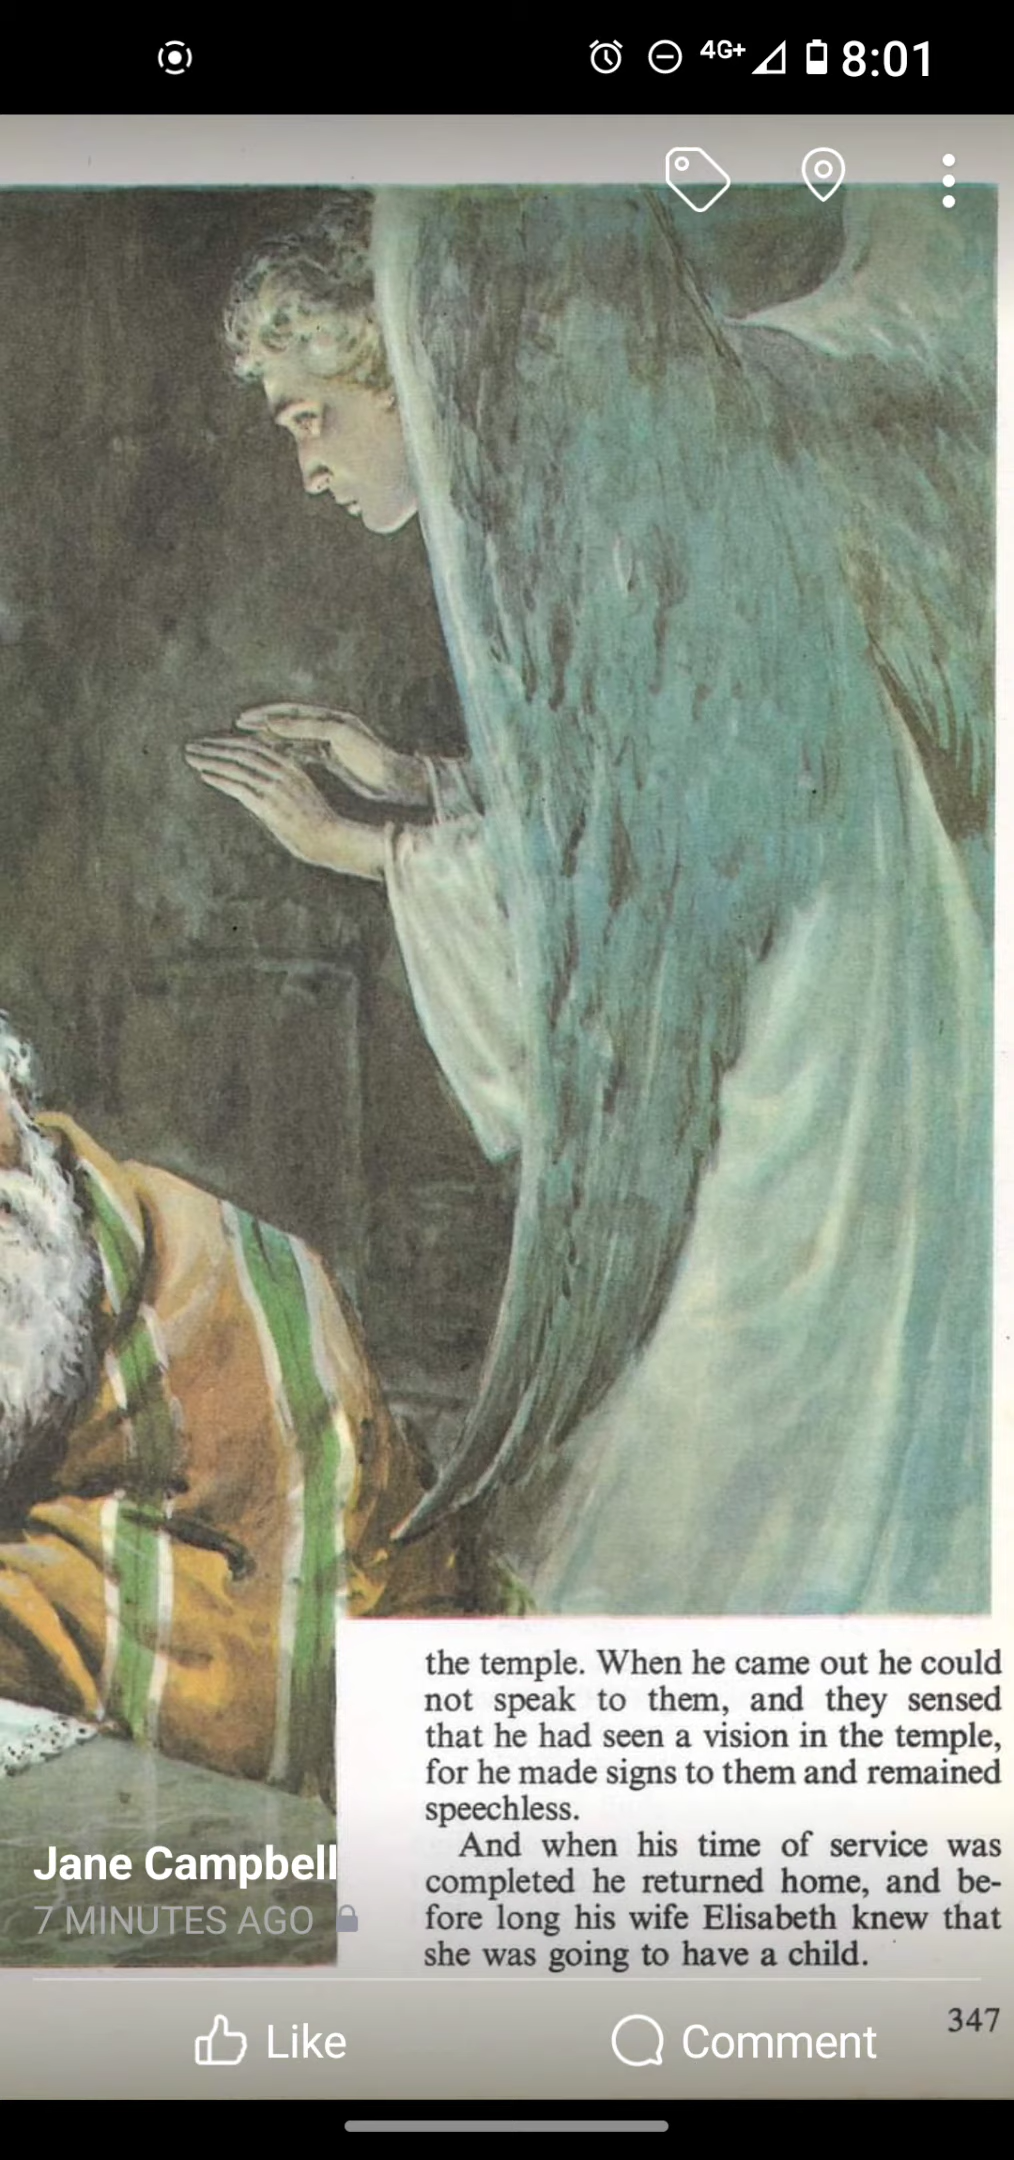 4G+ 8:01
the temple. When he came out he could
not speak to them, and they sensed
that he had seen a vision in the temple,
for he made signs to them and remained
speechless.
And when his time of service was
completed he returned home, and be-
fore long his wife Elisabeth knew that
she was going to have a child.
Jane Campbell
7 MINUTES AGO
347
Like
Comment